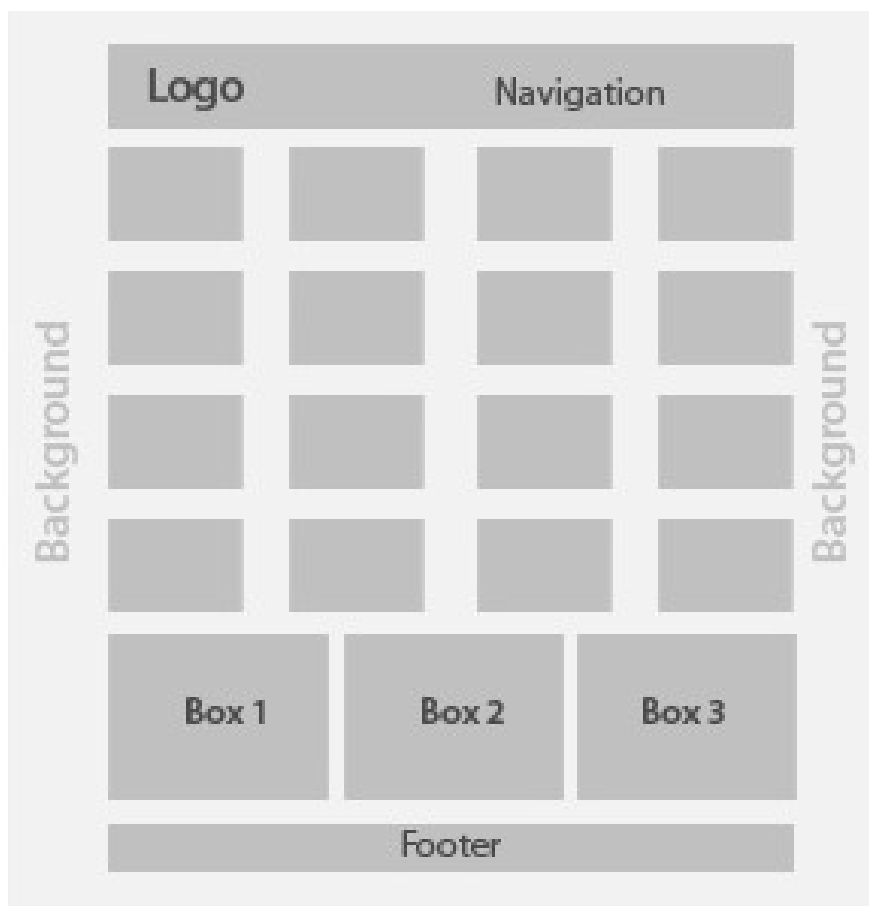 Logo
Navigation
Background
Background
Box 1
Box 2
Box 3
Footer